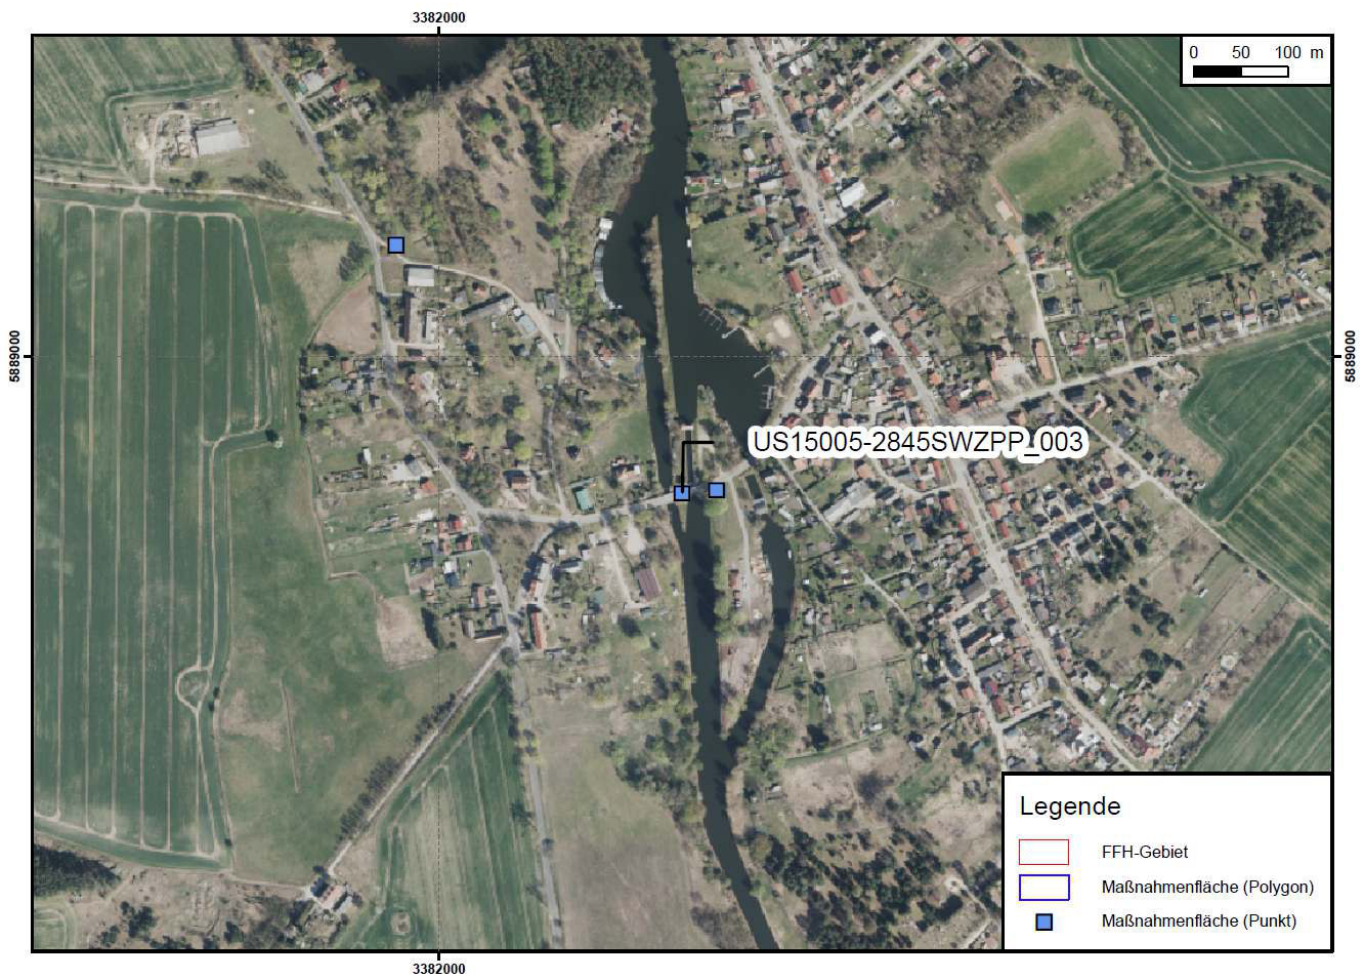 3382000
0 50 100 m
5889000
5889000
US15005-2845SWZPP_003
Legende
FFH-Gebiet
Maßnahmenfläche (Polygon)
Maßnahmenfläche (Punkt)
3382000